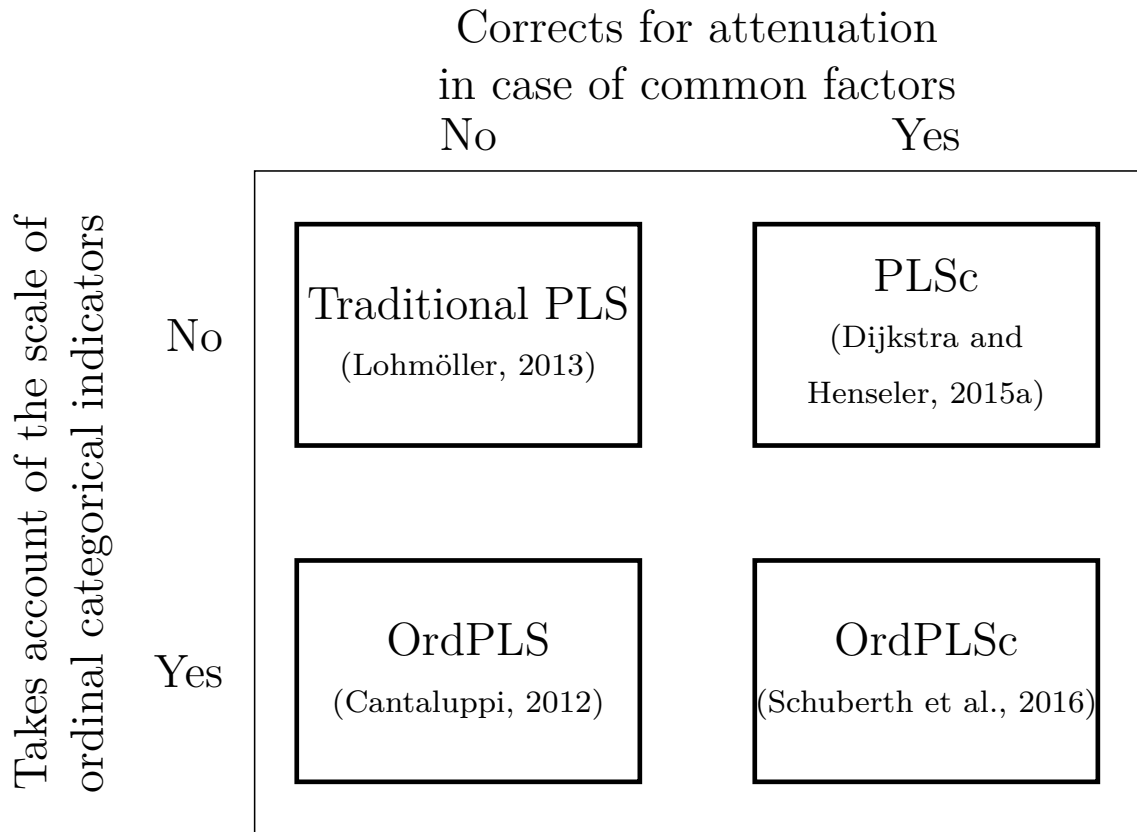 Corrects for attenuation
in case of common factors
No
Yes
Takes account of the scale of
ordinal categorical indicators
No
Traditional PLS
(Lohmöller, 2013)
PLSc
(Dijkstra and
Henseler, 2015a)
Yes
OrdPLS
(Cantaluppi, 2012)
OrdPLSc
(Schuberth et al., 2016)